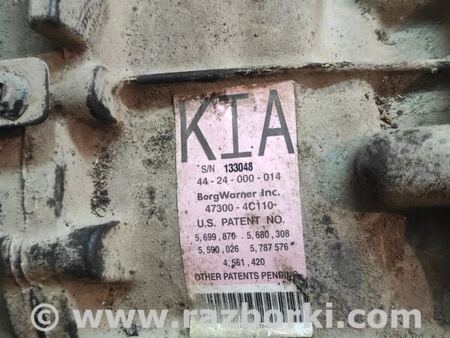 KIA
S/N 133048
44-24-000-014
BorgWarner Inc.
47300-4C110-
U.S. PATENT NO.
5,699,870 5,680,308
5,590,026 5,787,576
4,561,420
OTHER PATENTS PENDING
© www.razborki.com